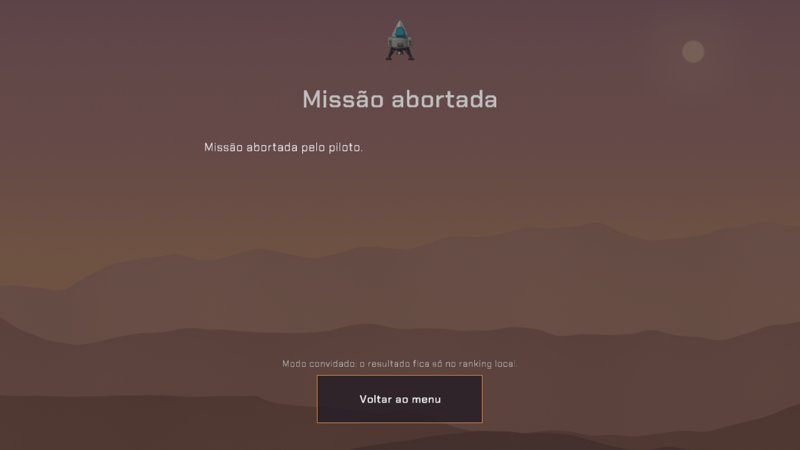 Missão abortada
Missão abortada pelo piloto.
Modo convidado: o resultado fica só no ranking local
Voltar ao menu